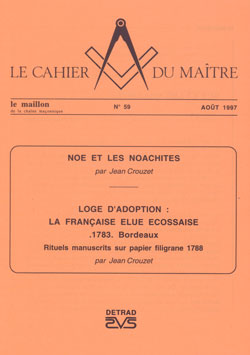 LE CAHIER DU MAÎTRE
le maillon
de la chaîne maçonnique
N° 59
AOÛT 1997
NOE ET LES NOACHITES
par Jean Crouzet
LOGE D'ADOPTION :
LA FRANÇAISE ELUE ECOSSAISE
.1783. Bordeaux
Rituels manuscrits sur papier filigrane 1788
par Jean Crouzet
DETRAD